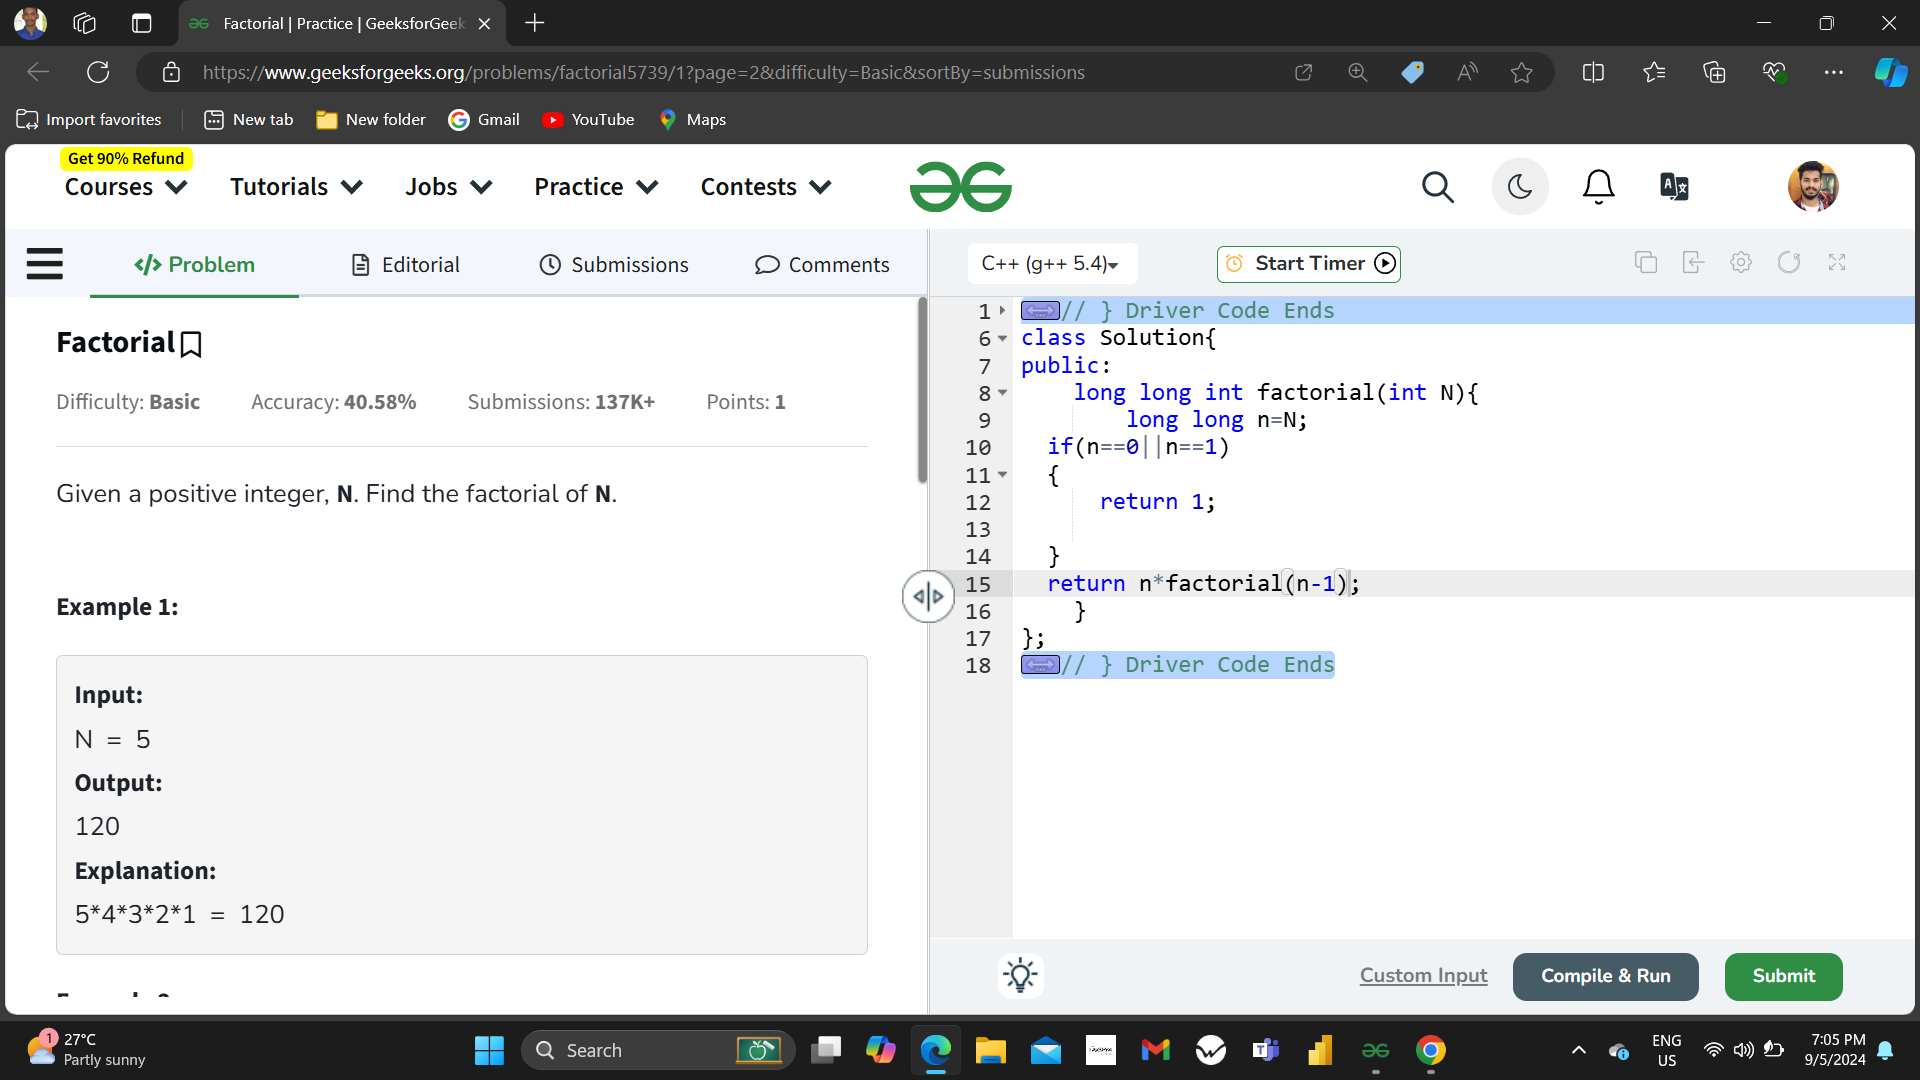 Factorial | Practice | GeeksforGeek
https://www.geeksforgeeks.org/problems/factorial5739/1?page=2&difficulty=Basic&sortBy=submissions
Import favorites
New tab
New folder
Gmail
YouTube
Maps
Get 90% Refund
Courses
Tutorials
Jobs
Practice
Contests
</> Problem
Editorial
Submissions
Comments
C++ (g++ 5.4)
Start Timer
Factorial
Difficulty: Basic
Accuracy: 40.58%
Submissions: 137K+
Points: 1
Given a positive integer, N. Find the factorial of N.
Example 1:
Input:
N = 5
Output:
120
Explanation:
5*4*3*2*1 = 120
1 // } Driver Code Ends
6 class Solution{
7 public:
8 long long int factorial(int N){
9 long long n=N;
10 if(n==0||n==1)
11 {
12 return 1;
13
14 }
15 return n*factorial(n-1);
16 }
17 };
18 // } Driver Code Ends
Custom Input
Compile & Run
Submit
1
27°C
Partly sunny
Search
ENG
US
7:05 PM
9/5/2024